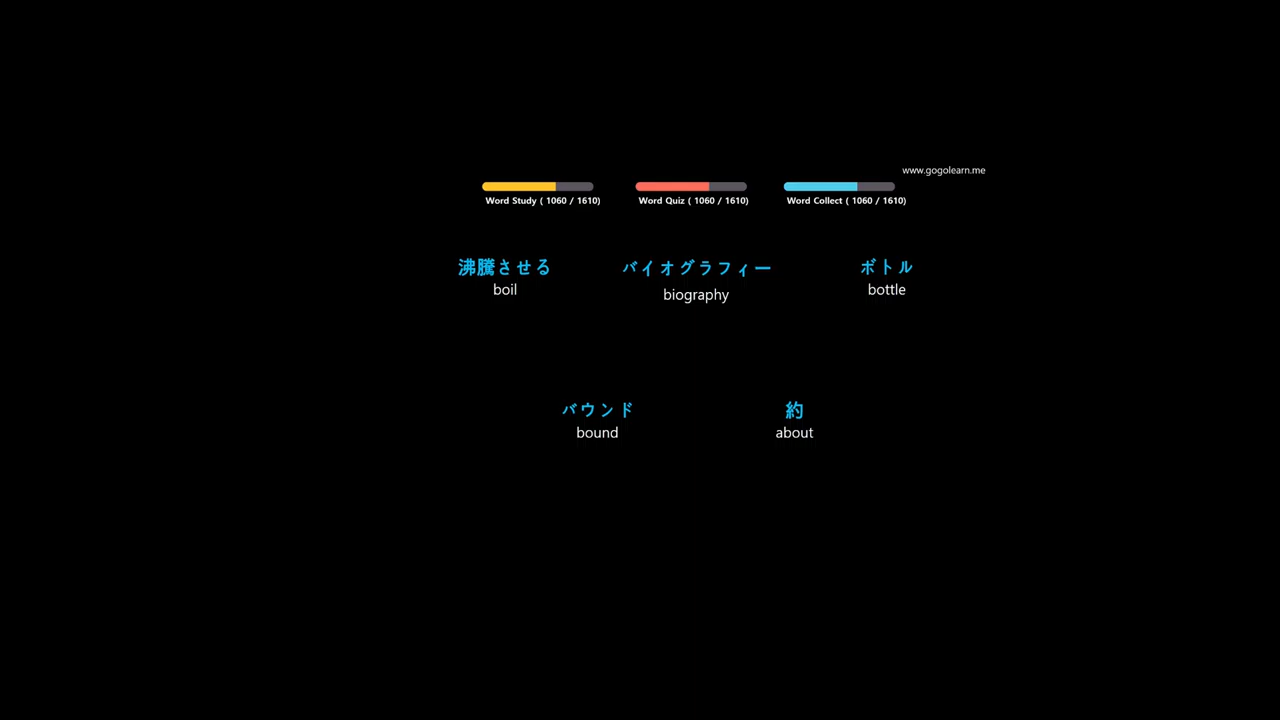 www.gogolearn.me
Word Study ( 1060 / 1610)
Word Quiz ( 1060 / 1610)
Word Collect ( 1060 / 1610)
沸騰させる
boil
バイオグラフィー
biography
ボトル
bottle
バウンド
bound
約
about